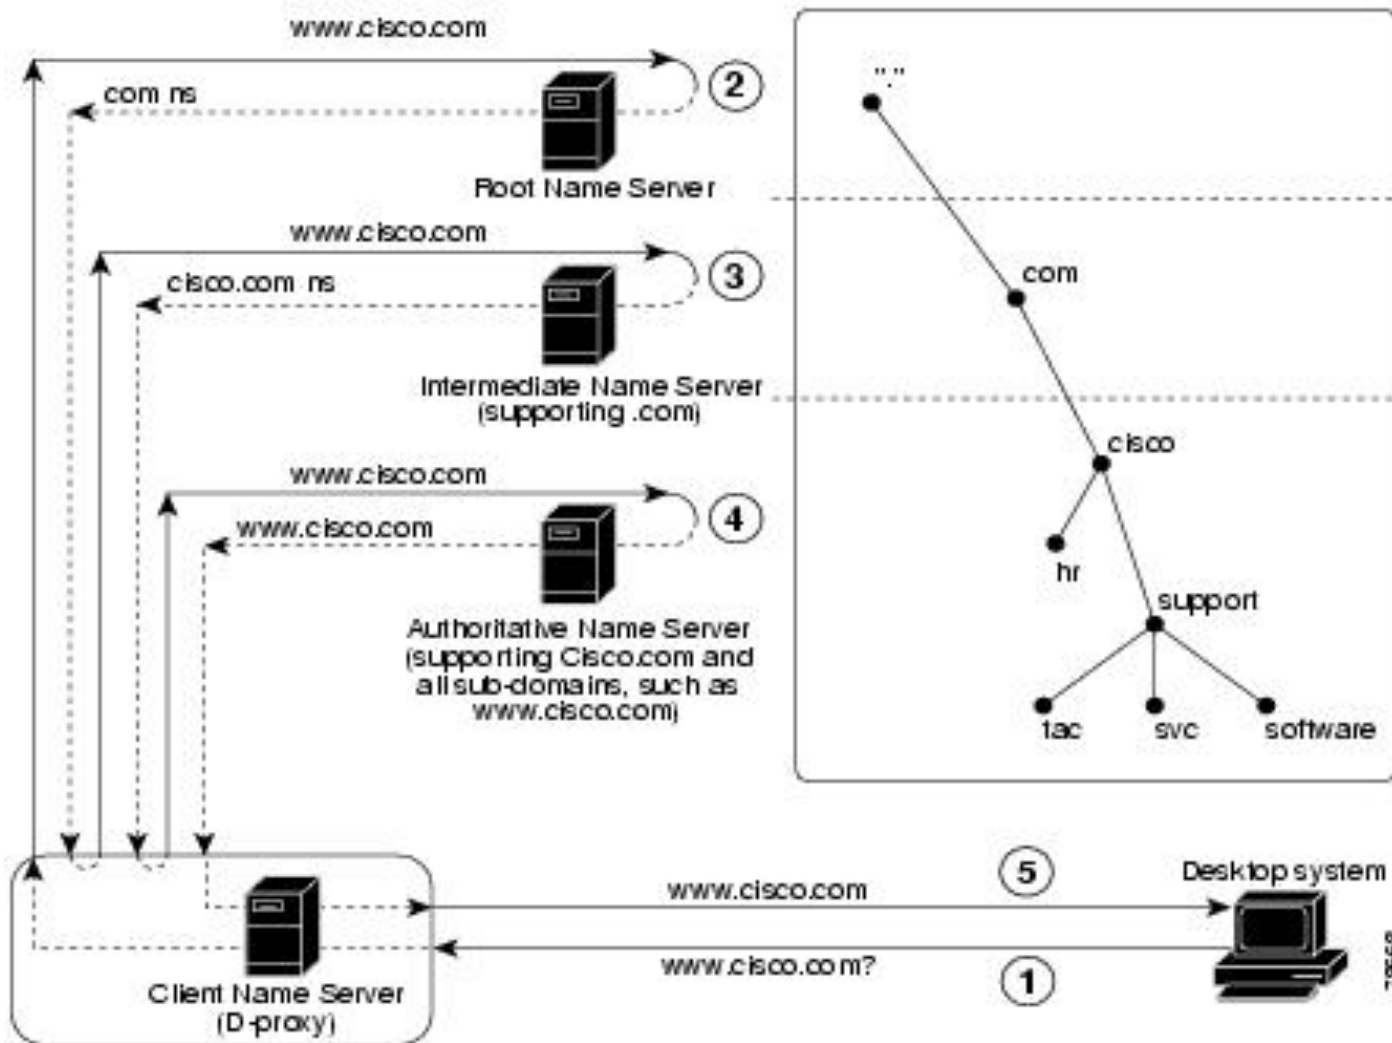 www.cisco.com
2
com ns
Root Name Server
www.cisco.com
3
cisco.com ns
Intermediate Name Server
(supporting .com)
www.cisco.com
4
www.cisco.com
Authoritative Name Server
(supporting Cisco.com and
all sub-domains, such as
www.cisco.com)
"."
com
cisco
hr
support
tac
svc
software
5
www.cisco.com
Desktop system
www.cisco.com?
1
Client Name Server
(D-proxy)